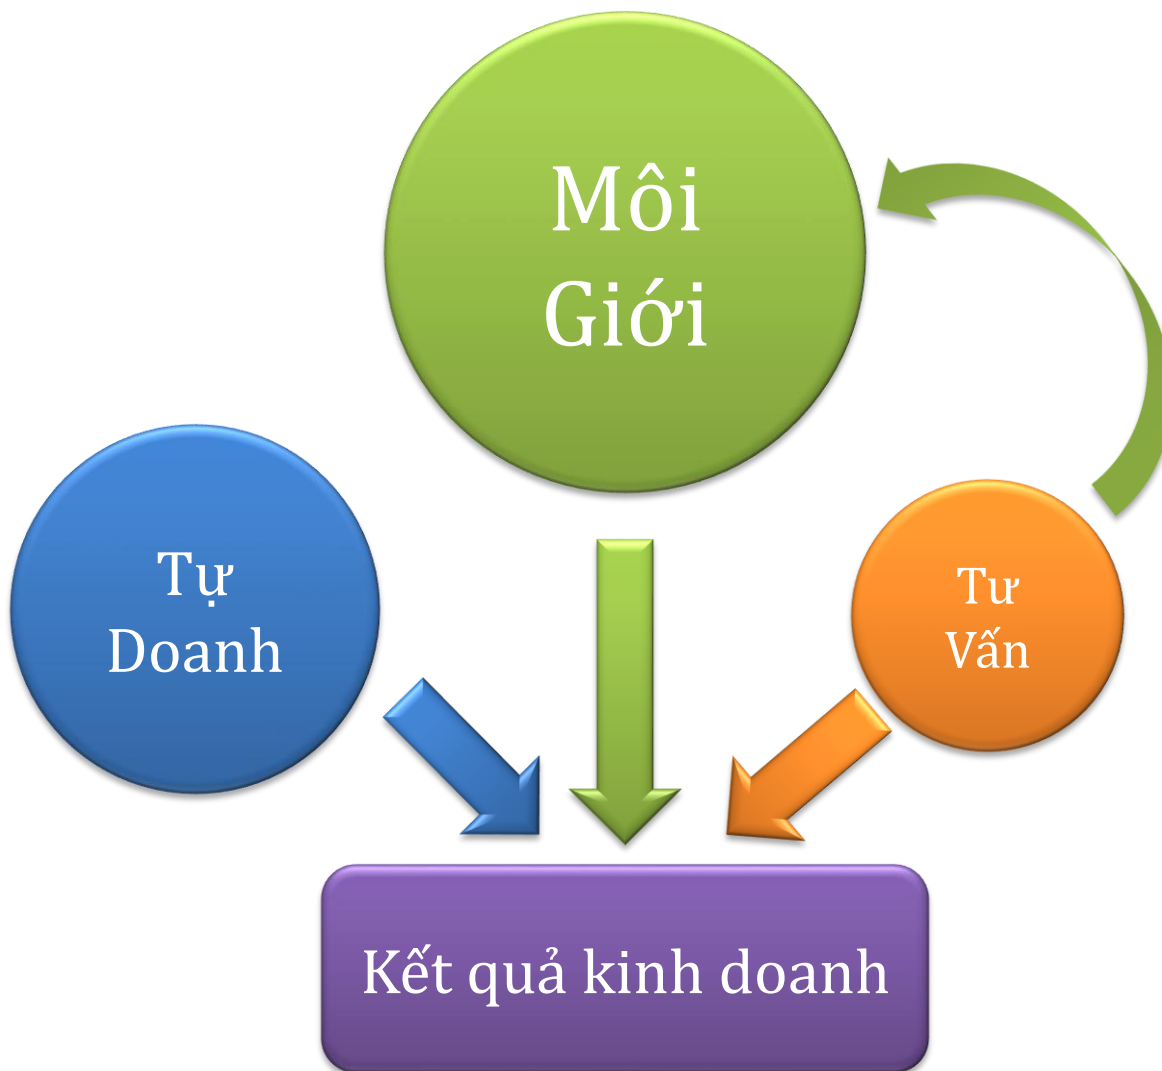 Môi
Giới
Tự
Doanh
Tư
Vấn
Kết quả kinh doanh